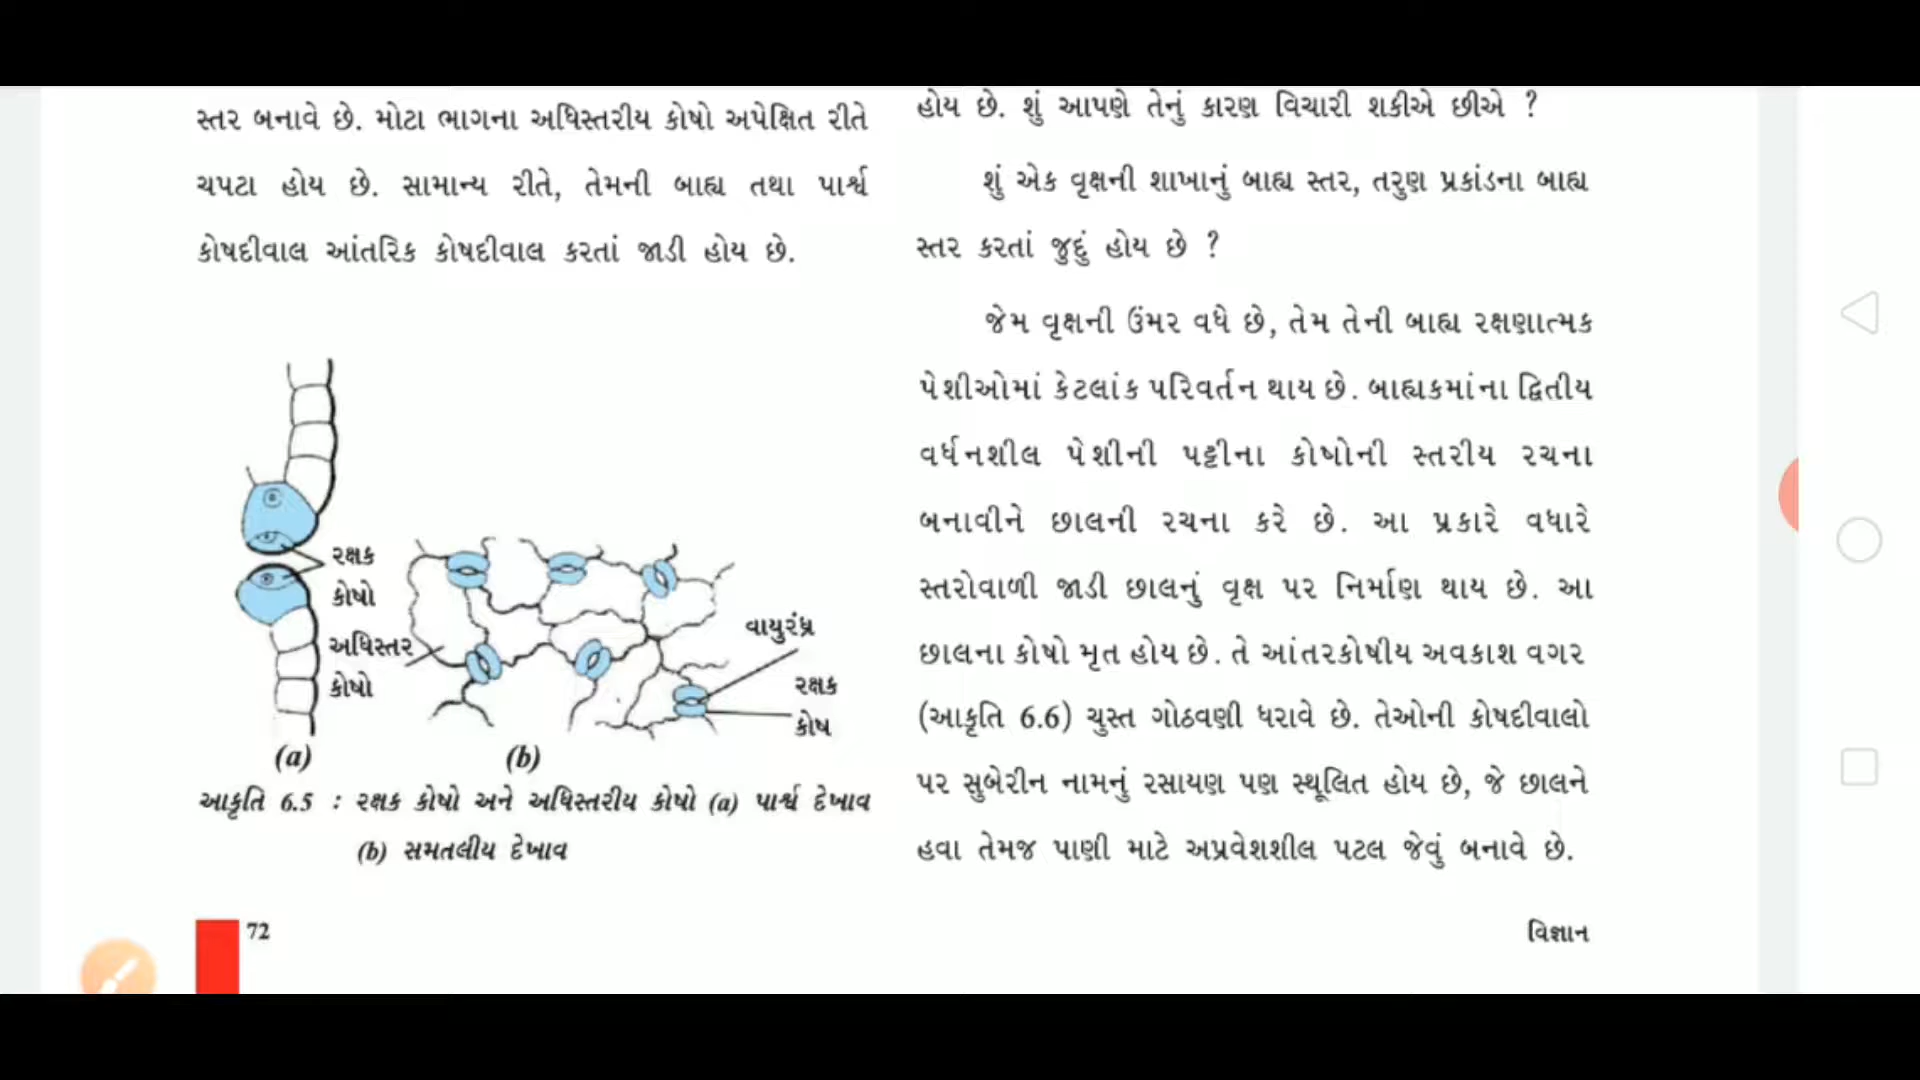 સ્તર બનાવે છે. મોટા ભાગના અધિસ્તરીય કોષો અપેક્ષિત રીતે
ચપટા હોય છે. સામાન્ય રીતે, તેમની બાહ્ય તથા પાર્શ્વ
કોષદીવાલ આંતરિક કોષદીવાલ કરતાં જાડી હોય છે.
રક્ષક
કોષો
અધિસ્તર
કોષો
વાયુરંધ્ર
રક્ષક
કોષ
(a)
(b)
આકૃતિ 6.5 : રક્ષક કોષો અને અધિસ્તરીય કોષો (a) પાર્શ્વ દેખાવ
(b) સમતલીય દેખાવ
હોય છે. શું આપણે તેનું કારણ વિચારી શકીએ છીએ ?
શું એક વૃક્ષની શાખાનું બાહ્ય સ્તર, તરુણ પ્રકાંડના બાહ્ય
સ્તર કરતાં જુદું હોય છે ?
જેમ વૃક્ષની ઉંમર વધે છે, તેમ તેની બાહ્ય રક્ષણાત્મક
પેશીઓમાં કેટલાંક પરિવર્તન થાય છે. બાહ્યકમાંના દ્વિતીય
વર્ધનશીલ પેશીની પટ્ટીના કોષોની સ્તરીય રચના
બનાવીને છાલની રચના કરે છે. આ પ્રકારે વધારે
સ્તરોવાળી જાડી છાલનું વૃક્ષ પર નિર્માણ થાય છે. આ
છાલના કોષો મૃત હોય છે. તે આંતરકોષીય અવકાશ વગર
(આકૃતિ 6.6) ચુસ્ત ગોઠવણી ધરાવે છે. તેઓની કોષદીવાલો
પર સુબેરીન નામનું રસાયણ પણ સ્થૂલિત હોય છે, જે છાલને
હવા તેમજ પાણી માટે અપ્રવેશશીલ પટલ જેવું બનાવે છે.
72
વિજ્ઞાન